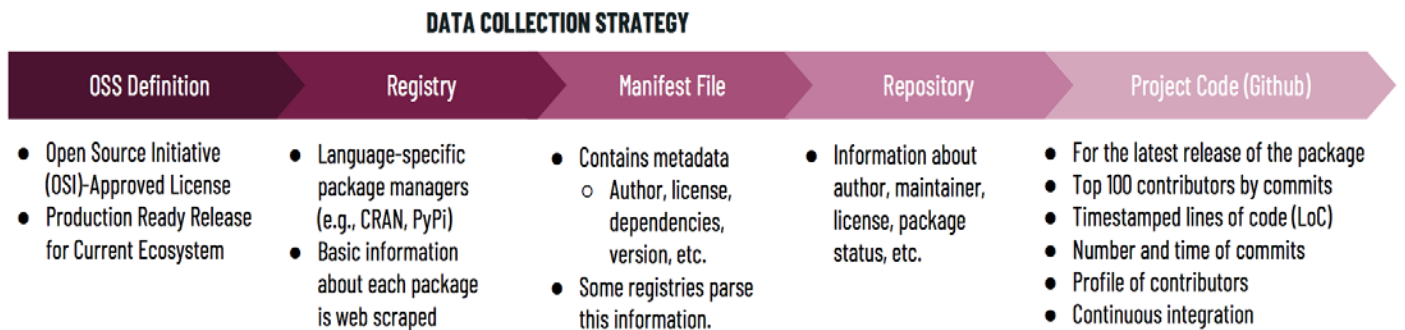 DATA COLLECTION STRATEGY
OSS Definition
● Open Source Initiative
(OSI)-Approved License
● Production Ready Release
for Current Ecosystem
Registry
● Language-specific
package managers
(e.g., CRAN, PyPi)
● Basic information
about each package
is web scraped
Manifest File
● Contains metadata
○ Author, license,
dependencies,
version, etc.
● Some registries parse
this information.
Repository
● Information about
author, maintainer,
license, package
status, etc.
Project Code (Github)
● For the latest release of the package
● Top 100 contributors by commits
● Timestamped lines of code (LoC)
● Number and time of commits
● Profile of contributors
● Continuous integration